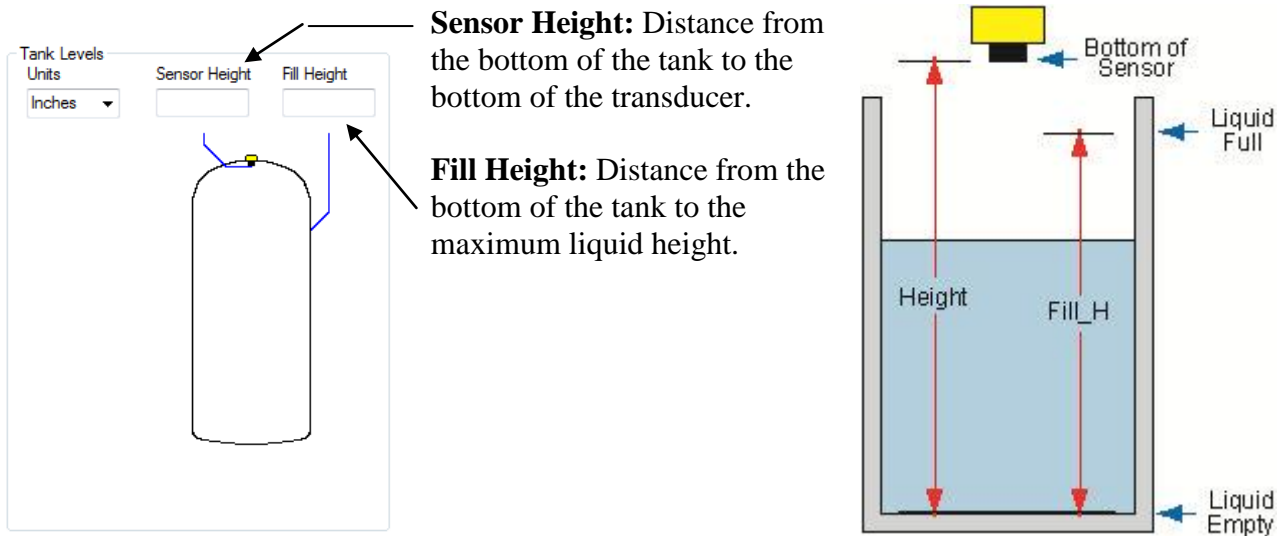 Tank Levels
Units
Sensor Height
Fill Height
Inches
Sensor Height: Distance from
the bottom of the tank to the
bottom of the transducer.
Fill Height: Distance from the
bottom of the tank to the
maximum liquid height.
Bottom of
Sensor
Liquid
Full
Height
Fill_H
Liquid
Empty